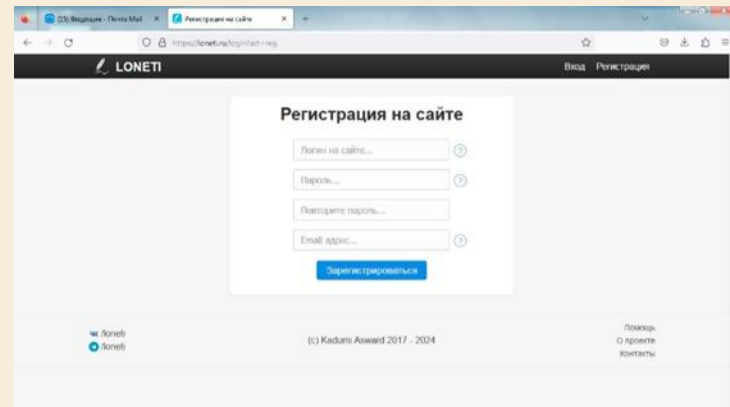 (15) Входящие - Почта Mail
Регистрация на сайте
https://loneti.ru/login?act=reg
LONETI
Вход Регистрация
Регистрация на сайте
Логин на сайте...
?
Пароль...
?
Повторите пароль...
Email адрес...
?
Зарегистрироваться
/loneti
/loneti
(c) Kadumi Asward 2017 - 2024
Помощь
О проекте
Контакты